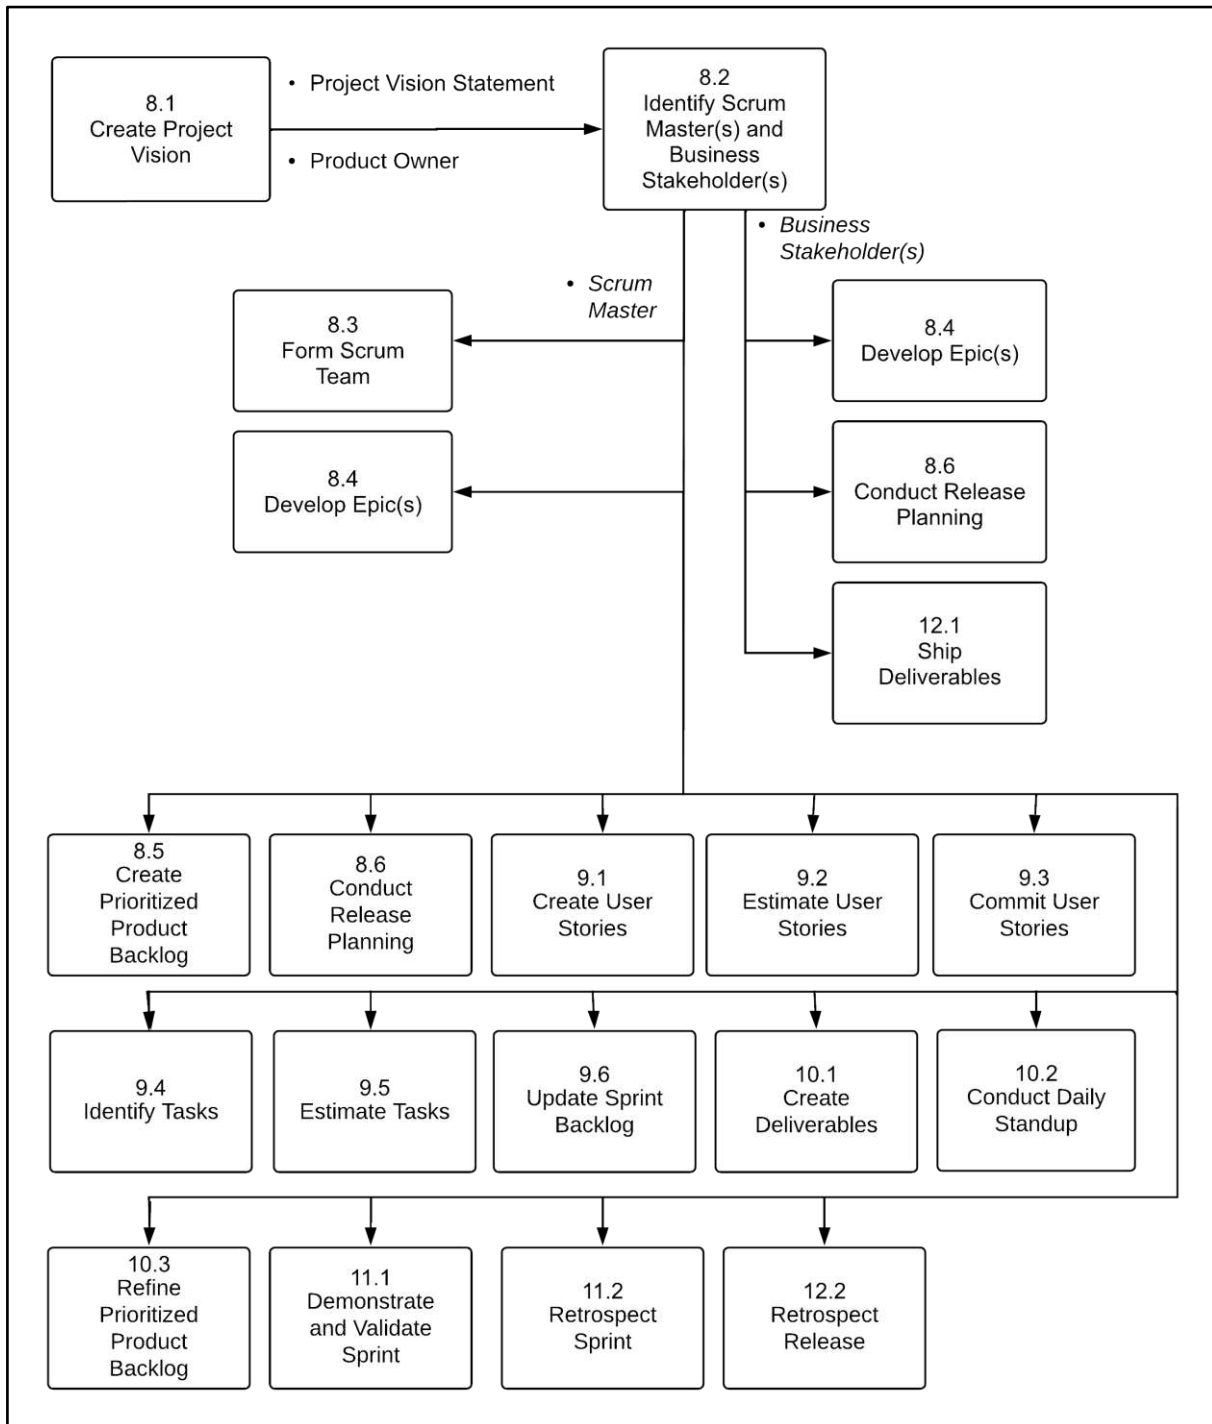 8.1
Create Project
Vision
• Project Vision Statement
• Product Owner
8.2
Identify Scrum
Master(s) and
Business
Stakeholder(s)
• Business
Stakeholder(s)
• Scrum
Master
8.3
Form Scrum
Team
8.4
Develop Epic(s)
8.4
Develop Epic(s)
8.6
Conduct Release
Planning
12.1
Ship
Deliverables
8.5
Create
Prioritized
Product
Backlog
8.6
Conduct
Release
Planning
9.1
Create User
Stories
9.2
Estimate User
Stories
9.3
Commit User
Stories
9.4
Identify Tasks
9.5
Estimate Tasks
9.6
Update Sprint
Backlog
10.1
Create
Deliverables
10.2
Conduct Daily
Standup
10.3
Refine
Prioritized
Product
Backlog
11.1
Demonstrate
and Validate
Sprint
11.2
Retrospect
Sprint
12.2
Retrospect
Release